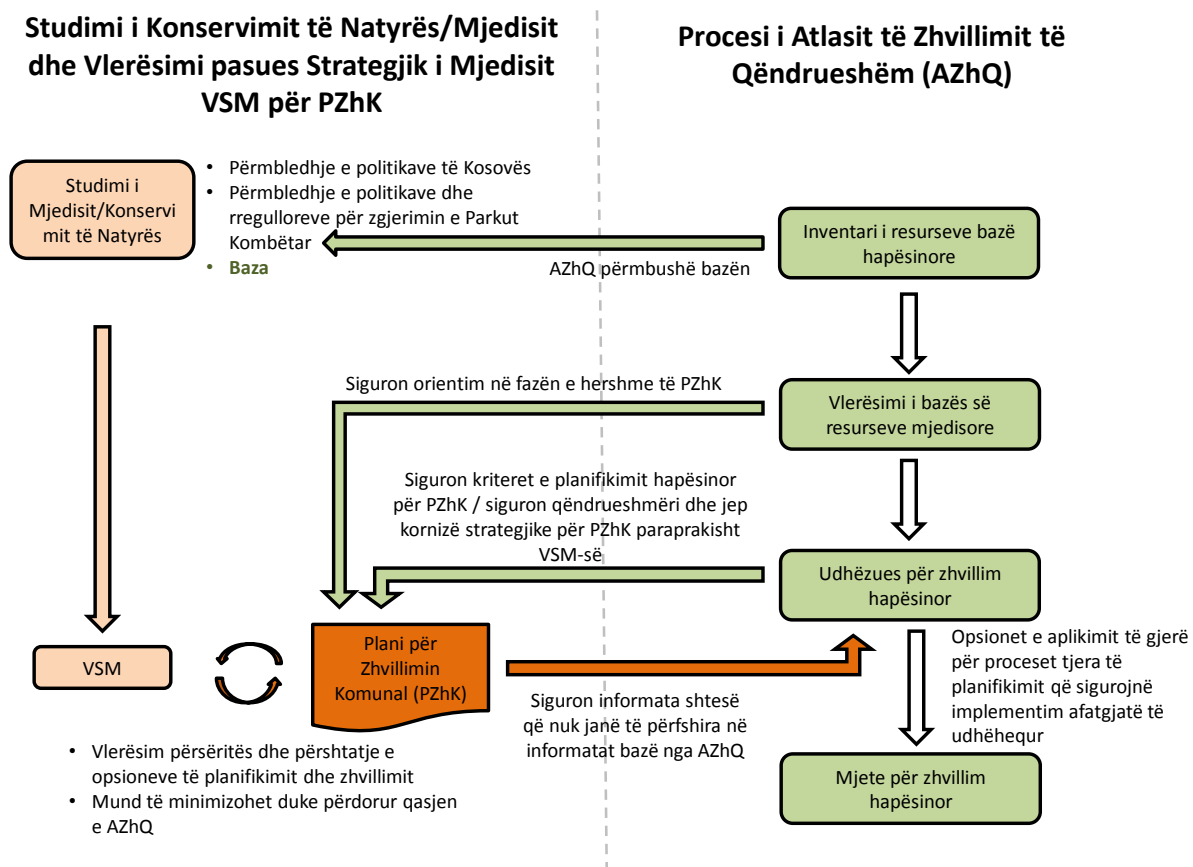 Studimi i Konservimit të Natyrës/Mjedisit
dhe Vlerësimi pasues Strategjik i Mjedisit
VSM për PZhK
Procesi i Atlasit të Zhvillimit të
Qëndrueshëm (AZhQ)
Studimi i
Mjedisit/Konservi
mit të Natyrës
• Përmbledhje e politikave të Kosovës
• Përmbledhje e politikave dhe
rregulloreve për zgjerimin e Parkut
Kombëtar
• Baza
AZhQ përmbushë bazën
Inventari i resurseve bazë
hapësinore
Siguron orientim në fazën e hershme të PZhK
Vlerësimi i bazës së
resurseve mjedisore
Siguron kriteret e planifikimit hapësinor
për PZhK / siguron qëndrueshmëri dhe jep
kornizë strategjike për PZhK paraprakisht
VSM-së
Udhëzues për zhvillim
hapësinor
VSM
Plani për
Zhvillimin
Komunal (PZhK)
Siguron informata shtesë
që nuk janë të përfshira në
informatat bazë nga AZhQ
Opsionet e aplikimit të gjerë
për proceset tjera të
planifikimit që sigurojnë
implementim afatgjatë të
udhëhequr
• Vlerësim përsëritës dhe përshtatje e
opsioneve të planifikimit dhe zhvillimit
• Mund të minimizohet duke përdorur qasjen
e AZhQ
Mjete për zhvillim
hapësinor